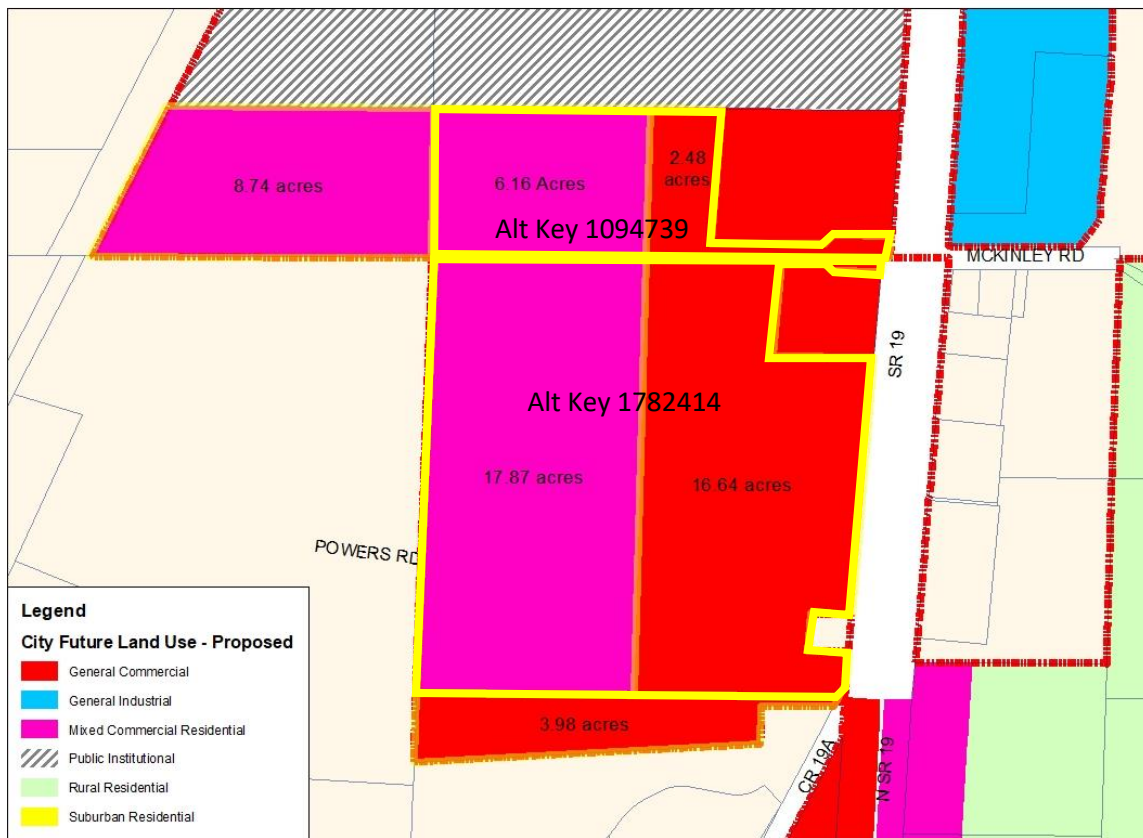 8.74 acres
6.16 Acres
2.48
acres
Alt Key 1094739
MCKINLEY RD
SR 19
Alt Key 1782414
17.87 acres
16.64 acres
POWERS RD
3.98 acres
CR 19A
N SR 19
Legend
City Future Land Use - Proposed
General Commercial
General Industrial
Mixed Commercial Residential
Public Institutional
Rural Residential
Suburban Residential